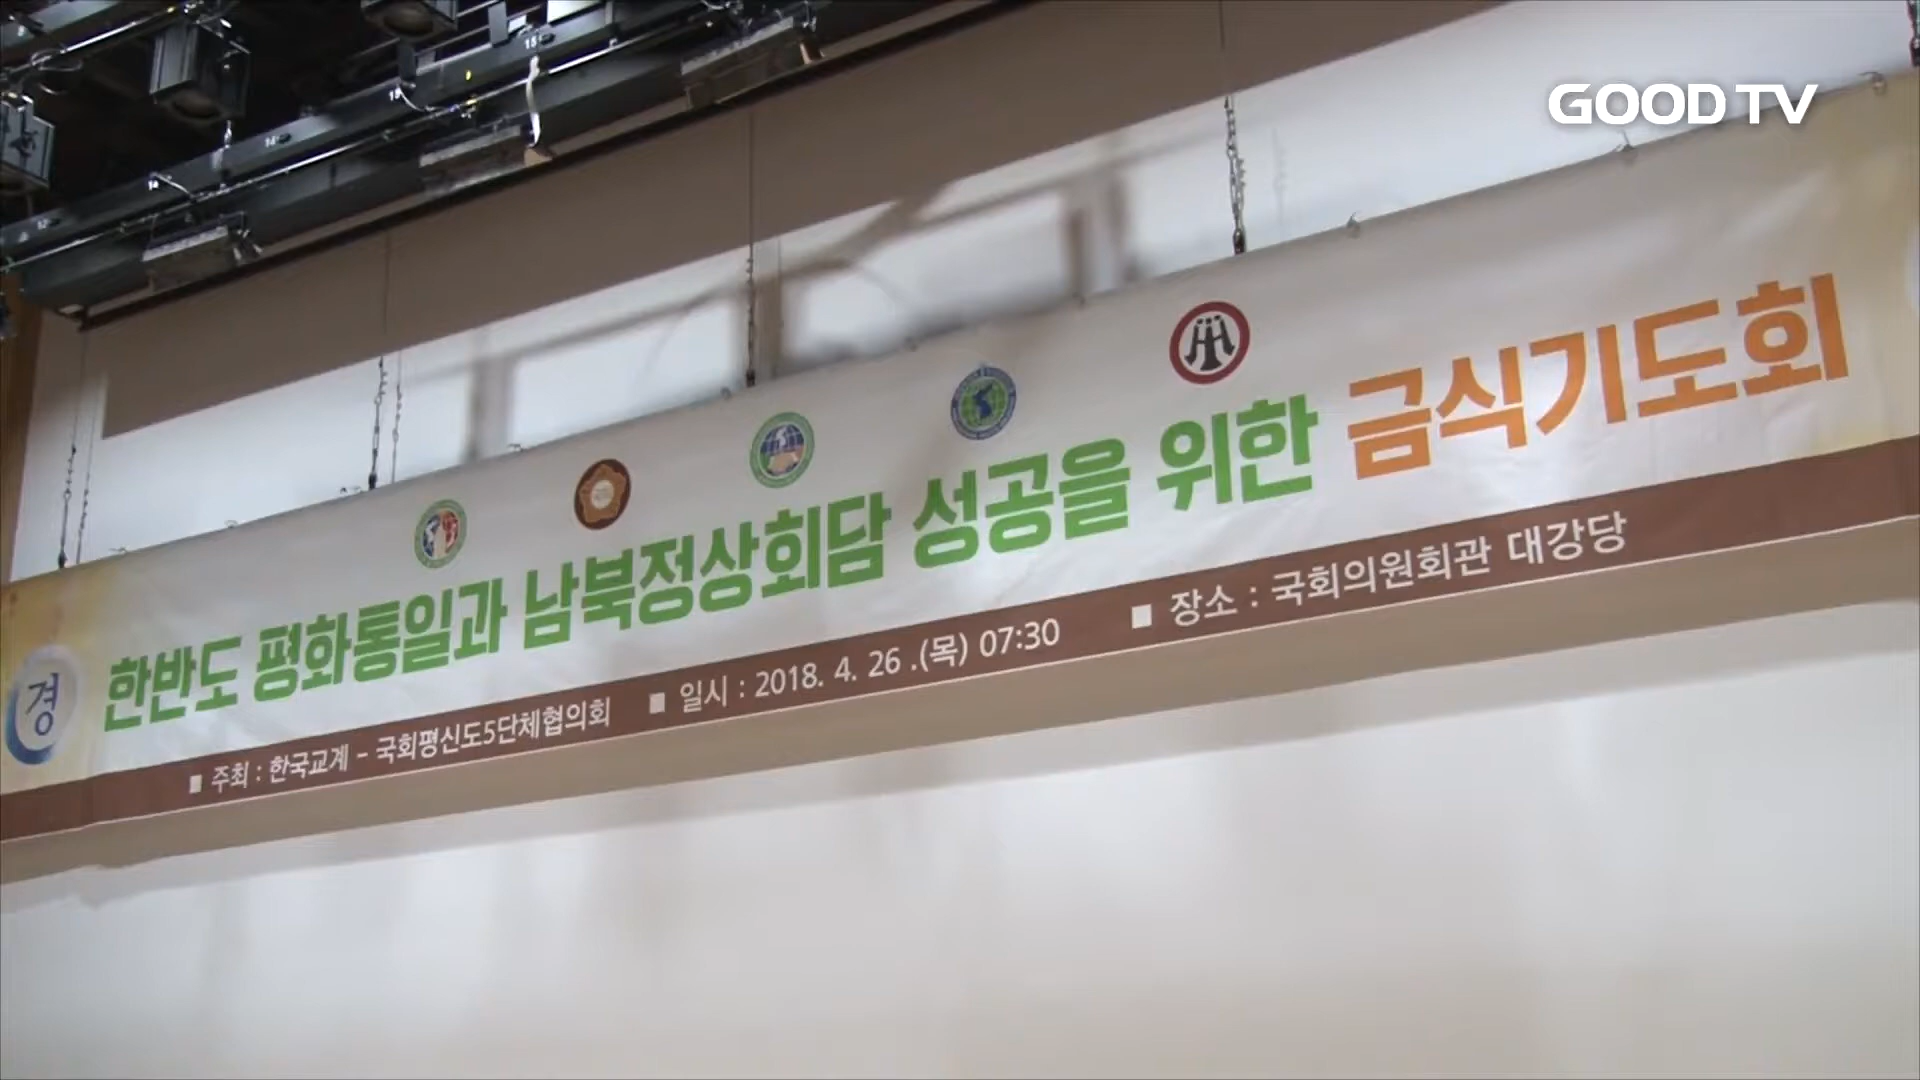 GOOD TV
경
한반도 평화통일과 남북정상회담 성공을 위한 금식기도회
■ 주최 : 한국교계 - 국회평신도5단체협의회 ■ 일시 : 2018. 4. 26 .(목) 07:30 ■ 장소 : 국회의원회관 대강당